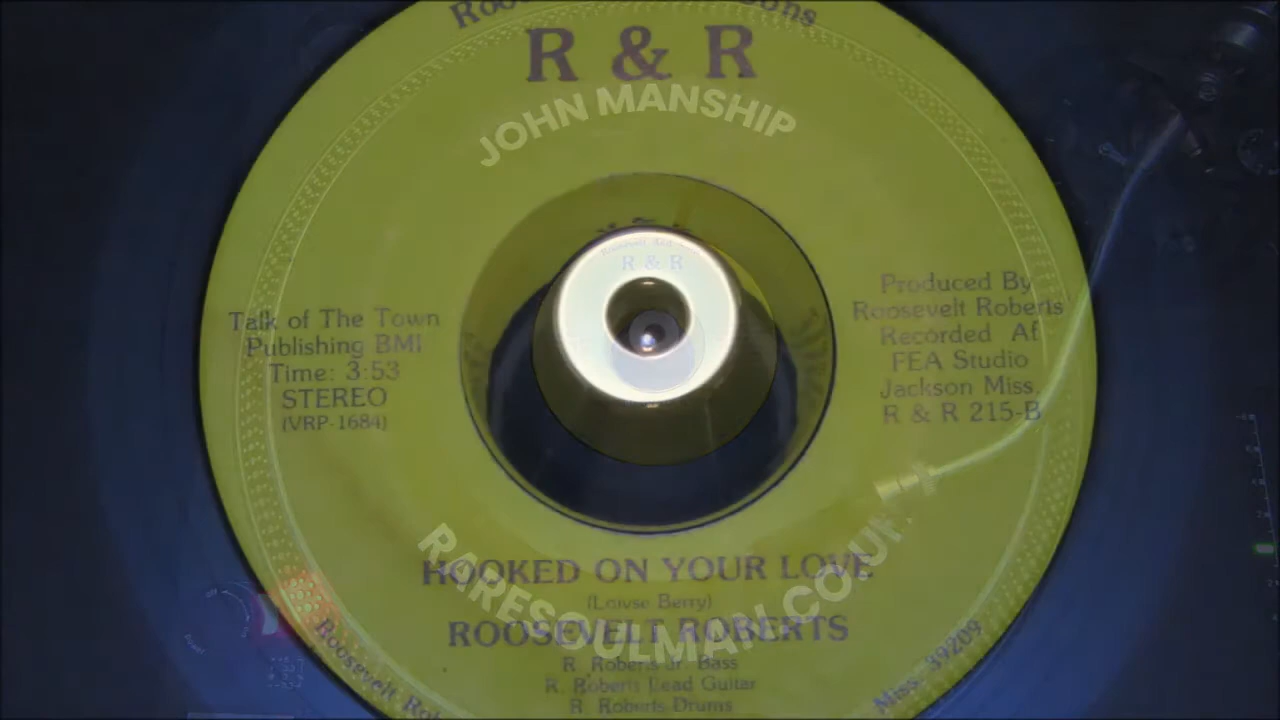 R & R
JOHN MANSHIP
R & R
Talk of The Town
Publishing BMI
Time: 3:53
STEREO
(VRP-1684)
Produced By
Roosevelt Roberts
Recorded At
FEA Studio
Jackson Miss.
R & R 215-B
HOOKED ON YOUR LOVE
(Loivse Berry)
ROOSEVELT ROBERTS
RARESOULMAN.CO.UK
R. Roberts Jr. Bass
R. Roberts Lead Guitar
R. Roberts Drums
Roosevelt
Miss. 39209